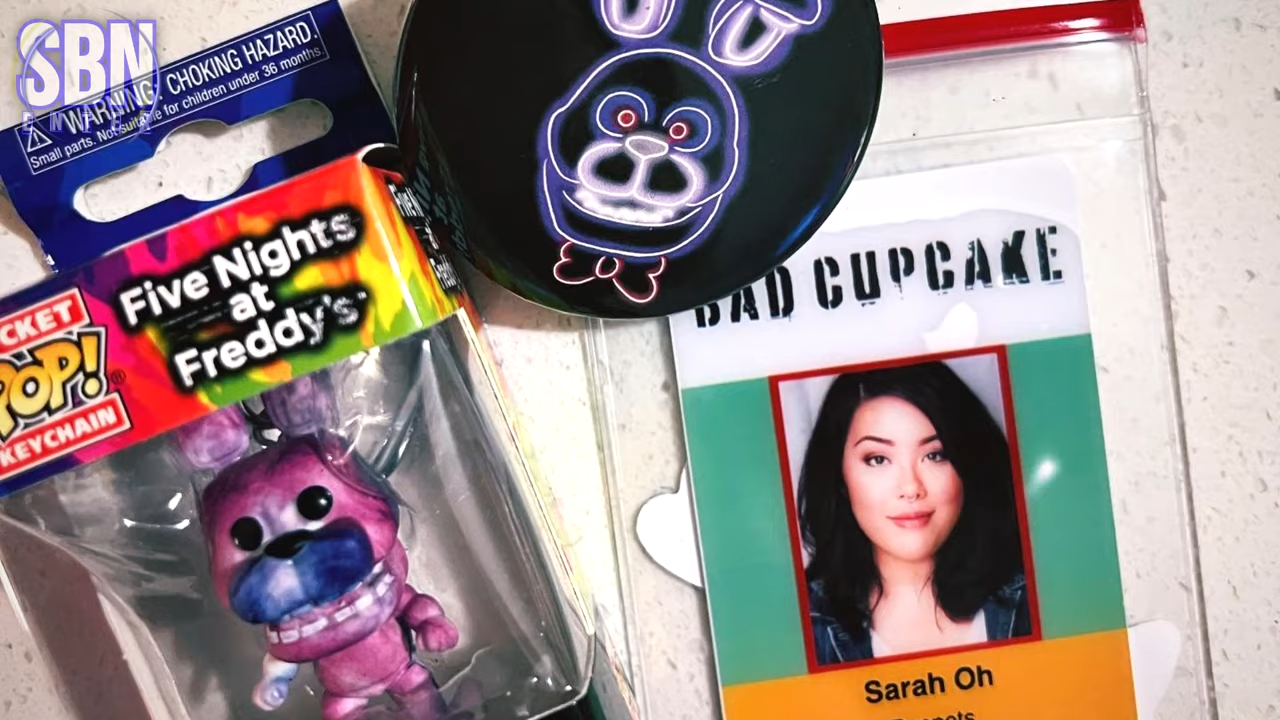 SBN
ENTER
WARNING: CHOKING HAZARD.
Small parts. Not suitable for children under 36 months.
Five Nights
at
Freddy's
POP!
KEYCHAIN
BAD CUPCAKE
Sarah Oh